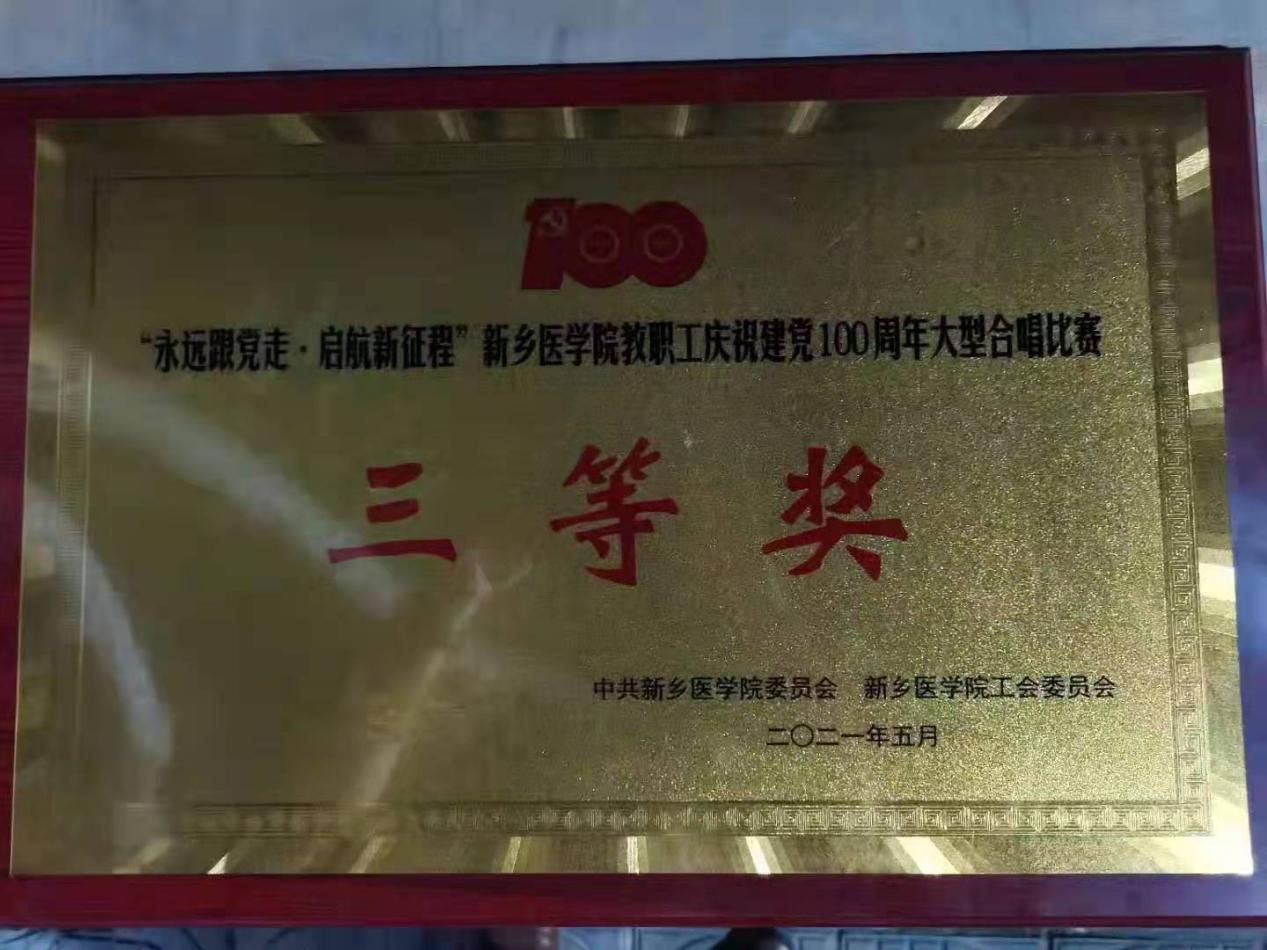 100
“永远跟党走·启航新征程”新乡医学院教职工庆祝建党100周年大型合唱比赛
三等奖
中共新乡医学院委员会 新乡医学院工会委员会
二〇二一年五月